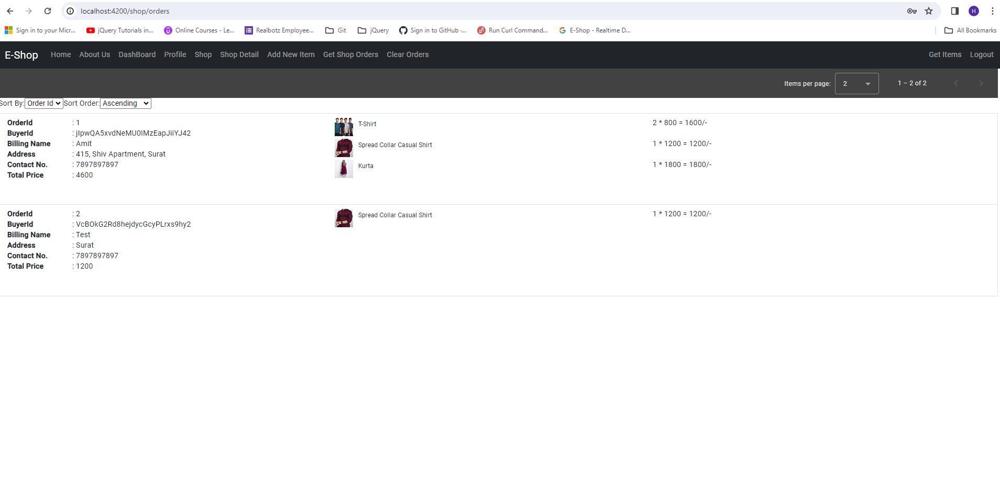 localhost:4200/shop/orders
H
Sign in to your Micr... jQuery Tutorials in... Online Courses - Le... Realbotz Employee... Git jQuery Sign in to GitHub ·... Run Curl Command... E-Shop - Realtime D... All Bookmarks
E-Shop Home About Us DashBoard Profile Shop Shop Detail Add New Item Get Shop Orders Clear Orders Get Items Logout
Items per page: 2 1 – 2 of 2
Sort By: Order Id Sort Order: Ascending
OrderId : 1 T-Shirt 2 * 800 = 1600/-
BuyerId : jIpwQA5xvdNeMU0IMzEapJiiYJ42
Billing Name : Amit Spread Collar Casual Shirt 1 * 1200 = 1200/-
Address : 415, Shiv Apartment, Surat
Contact No. : 7897897897 Kurta 1 * 1800 = 1800/-
Total Price : 4600
OrderId : 2 Spread Collar Casual Shirt 1 * 1200 = 1200/-
BuyerId : VcBOkG2Rd8hejdycGcyPLrxs9hy2
Billing Name : Test
Address : Surat
Contact No. : 7897897897
Total Price : 1200